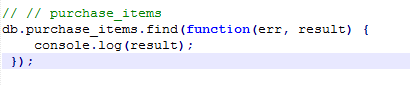 // // purchase_items
db.purchase_items.find(function(err, result) {
    console.log(result);
 });